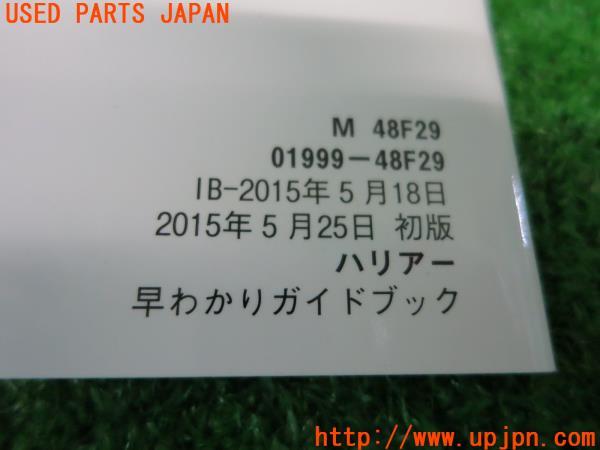 USED PARTS JAPAN
M 48F29
01999-48F29
IB-2015年5月18日
2015年5月25日 初版
ハリアー
早わかりガイドブック
http://www.upjpn.com